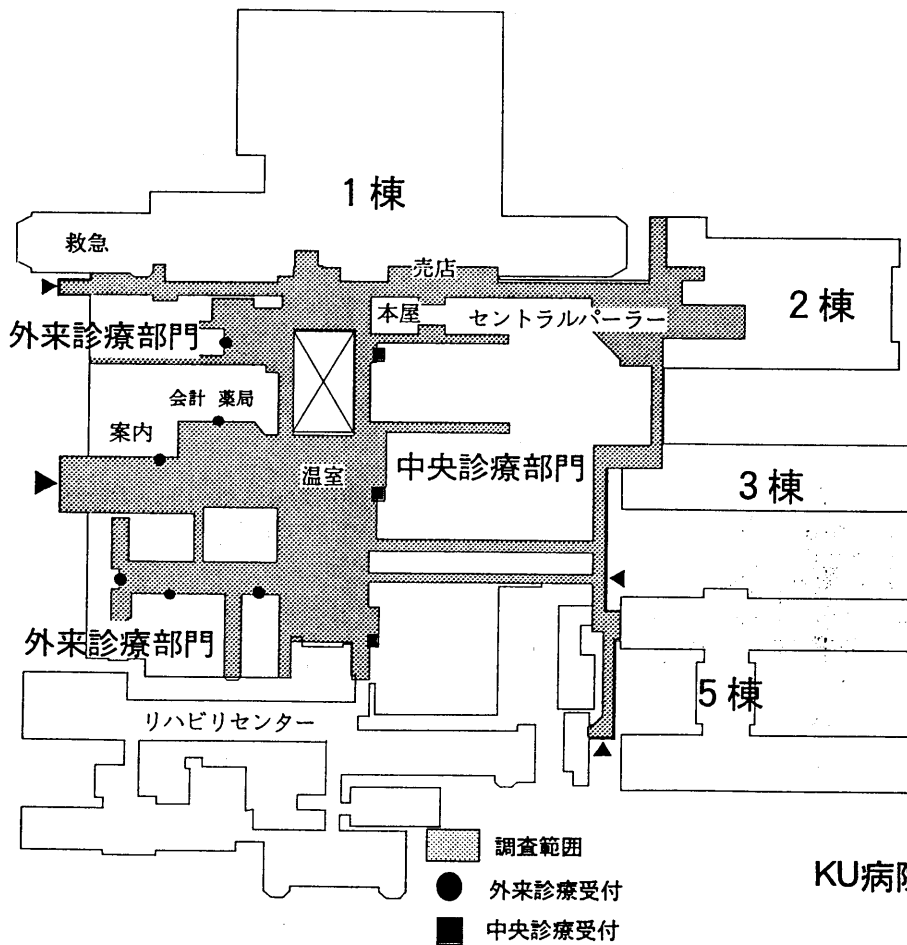 1棟
救急
売店
本屋
セントラルパーラー
2棟
外来診療部門
会計 薬局
案内
温室
中央診療部門
3棟
外来診療部門
5棟
リハビリセンター
調査範囲
外来診療受付
中央診療受付
KU病院